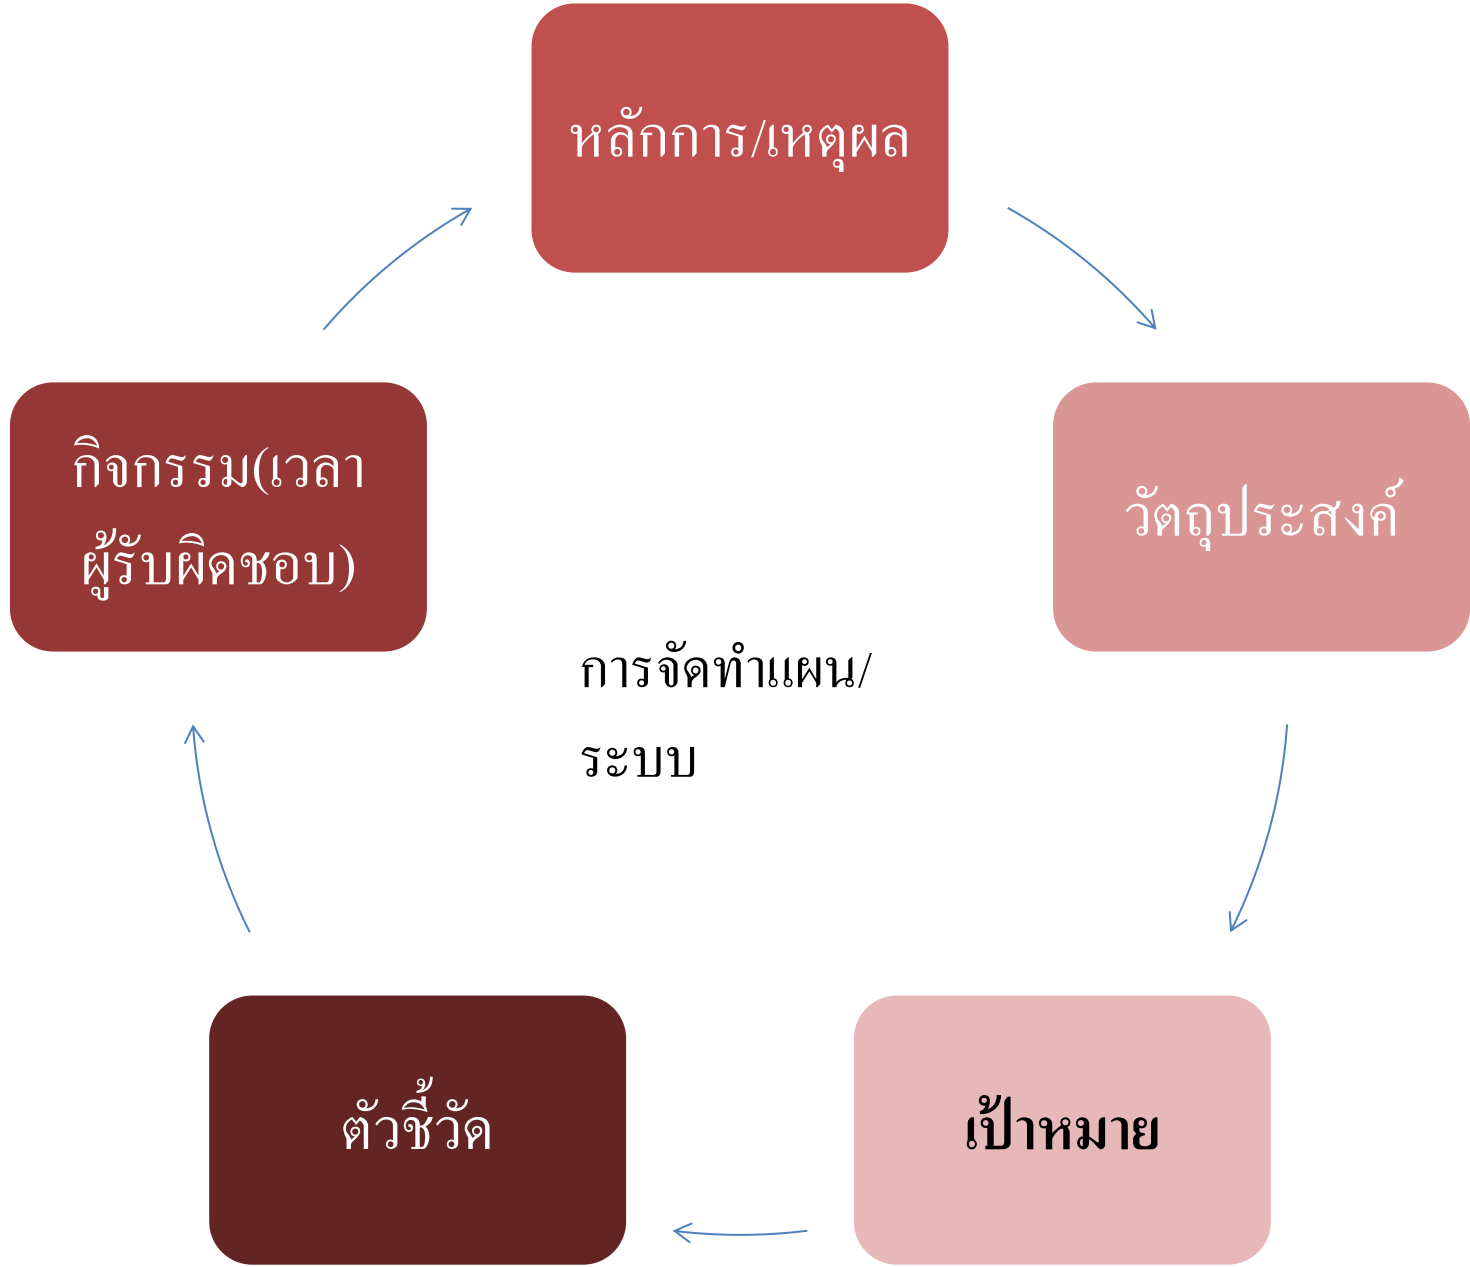 หลักการ/เหตุผล
กิจกรรม(เวลา
ผู้รับผิดชอบ)
วัตถุประสงค์
การจัดทำแผน/
ระบบ
ตัวชี้วัด
เป้าหมาย